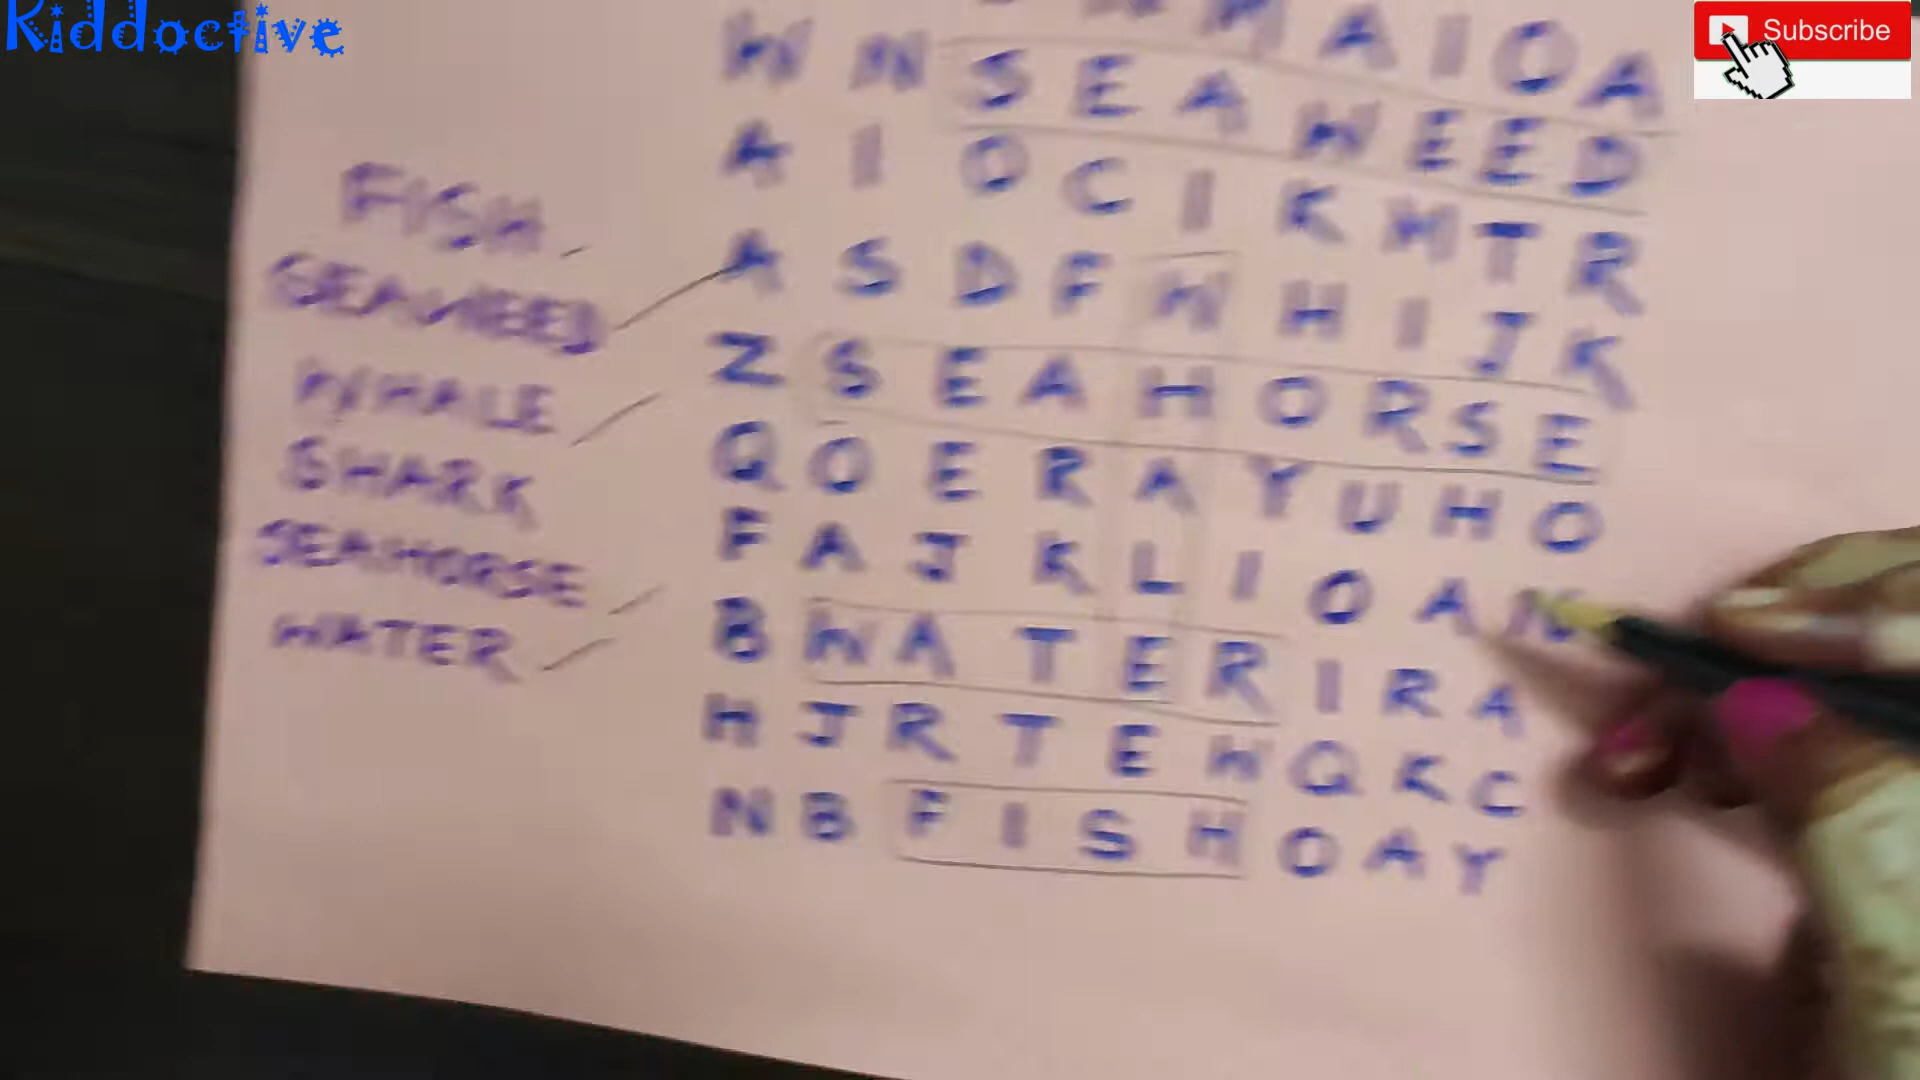 Kiddoctive
Subscribe
FISH
SEAWEED
WHALE
SHARK
SEAHORSE
WATER
M A I O A
W N S E A W E E D
A I O C I K M T R
A S D F W H I J K
Z S E A H O R S E
Q O E R A Y U H O
F A J K L I O A N
B W A T E R I R A
H J R T E W Q K C
N B F I S H O A Y